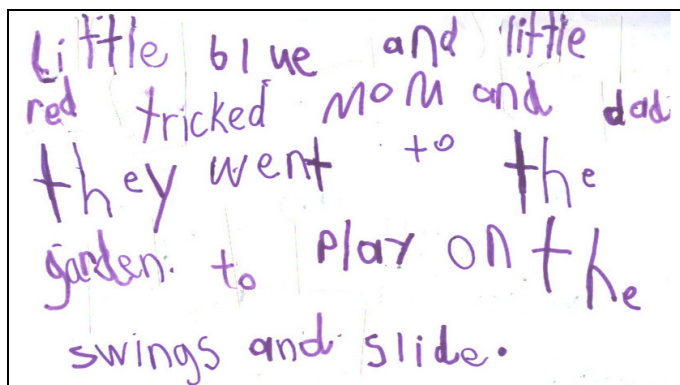 Little blue and little
red tricked MOM and dad
they went to the
garden. to play on the
swings and slide.